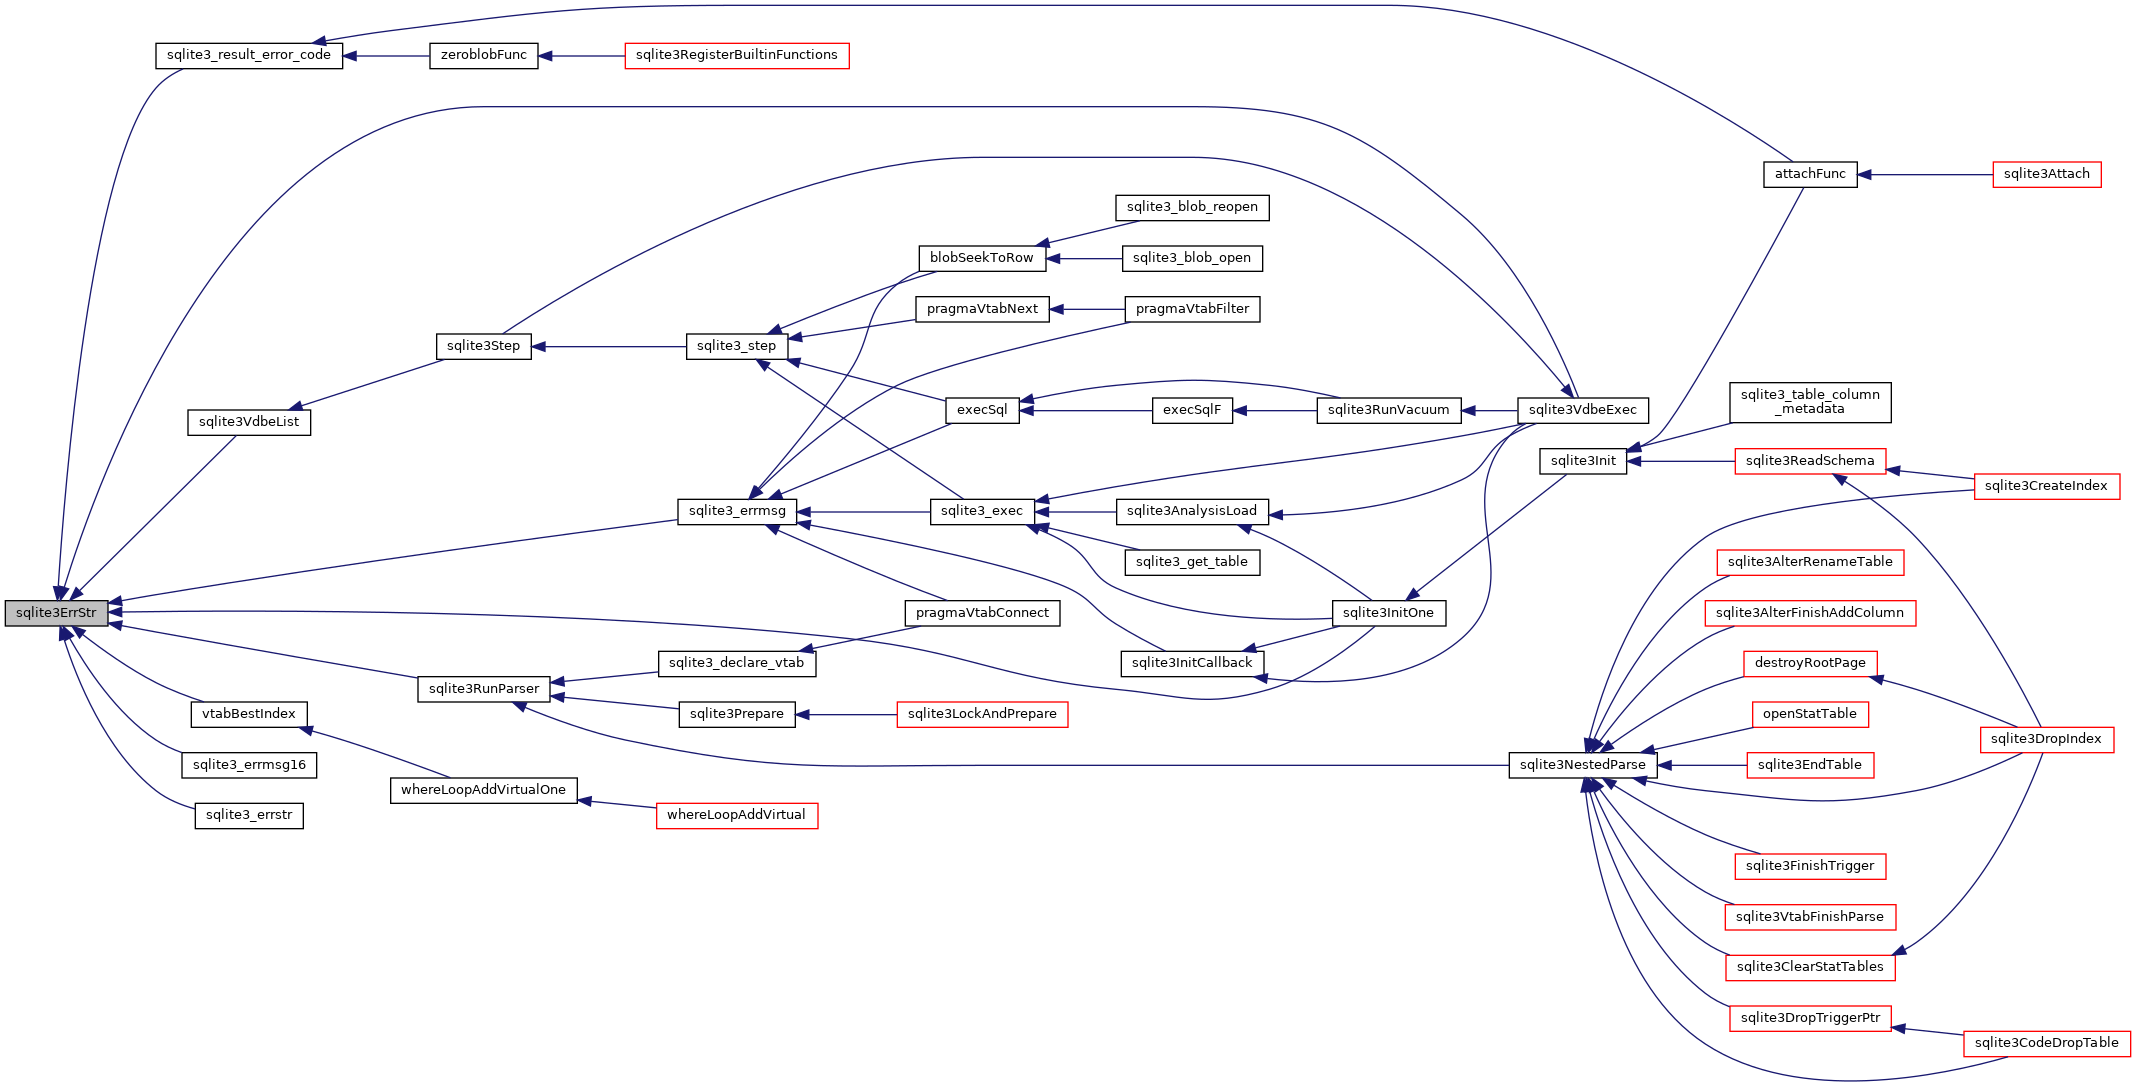 sqlite3_result_error_code
zeroblobFunc
sqlite3RegisterBuiltinFunctions
attachFunc
sqlite3Attach
sqlite3_blob_reopen
blobSeekToRow
sqlite3_blob_open
pragmaVtabNext
pragmaVtabFilter
sqlite3Step
sqlite3_step
sqlite3_table_column
_metadata
sqlite3VdbeList
execSql
execSqlF
sqlite3RunVacuum
sqlite3VdbeExec
sqlite3Init
sqlite3ReadSchema
sqlite3CreateIndex
sqlite3_errmsg
sqlite3_exec
sqlite3AnalysisLoad
sqlite3_get_table
sqlite3AlterRenameTable
sqlite3ErrStr
pragmaVtabConnect
sqlite3InitOne
sqlite3AlterFinishAddColumn
sqlite3_declare_vtab
sqlite3InitCallback
destroyRootPage
sqlite3RunParser
vtabBestIndex
sqlite3Prepare
sqlite3LockAndPrepare
openStatTable
sqlite3DropIndex
sqlite3_errmsg16
sqlite3NestedParse
sqlite3EndTable
whereLoopAddVirtualOne
sqlite3_errstr
whereLoopAddVirtual
sqlite3FinishTrigger
sqlite3VtabFinishParse
sqlite3ClearStatTables
sqlite3DropTriggerPtr
sqlite3CodeDropTable